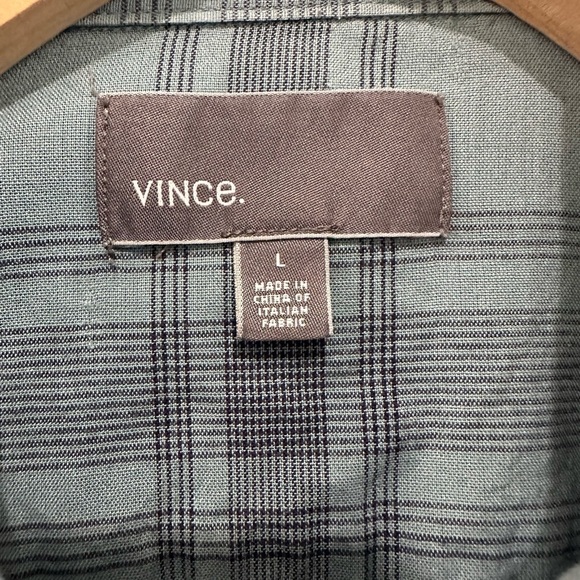 VINCe.
L
MADE IN
CHINA OF
ITALIAN
FABRIC